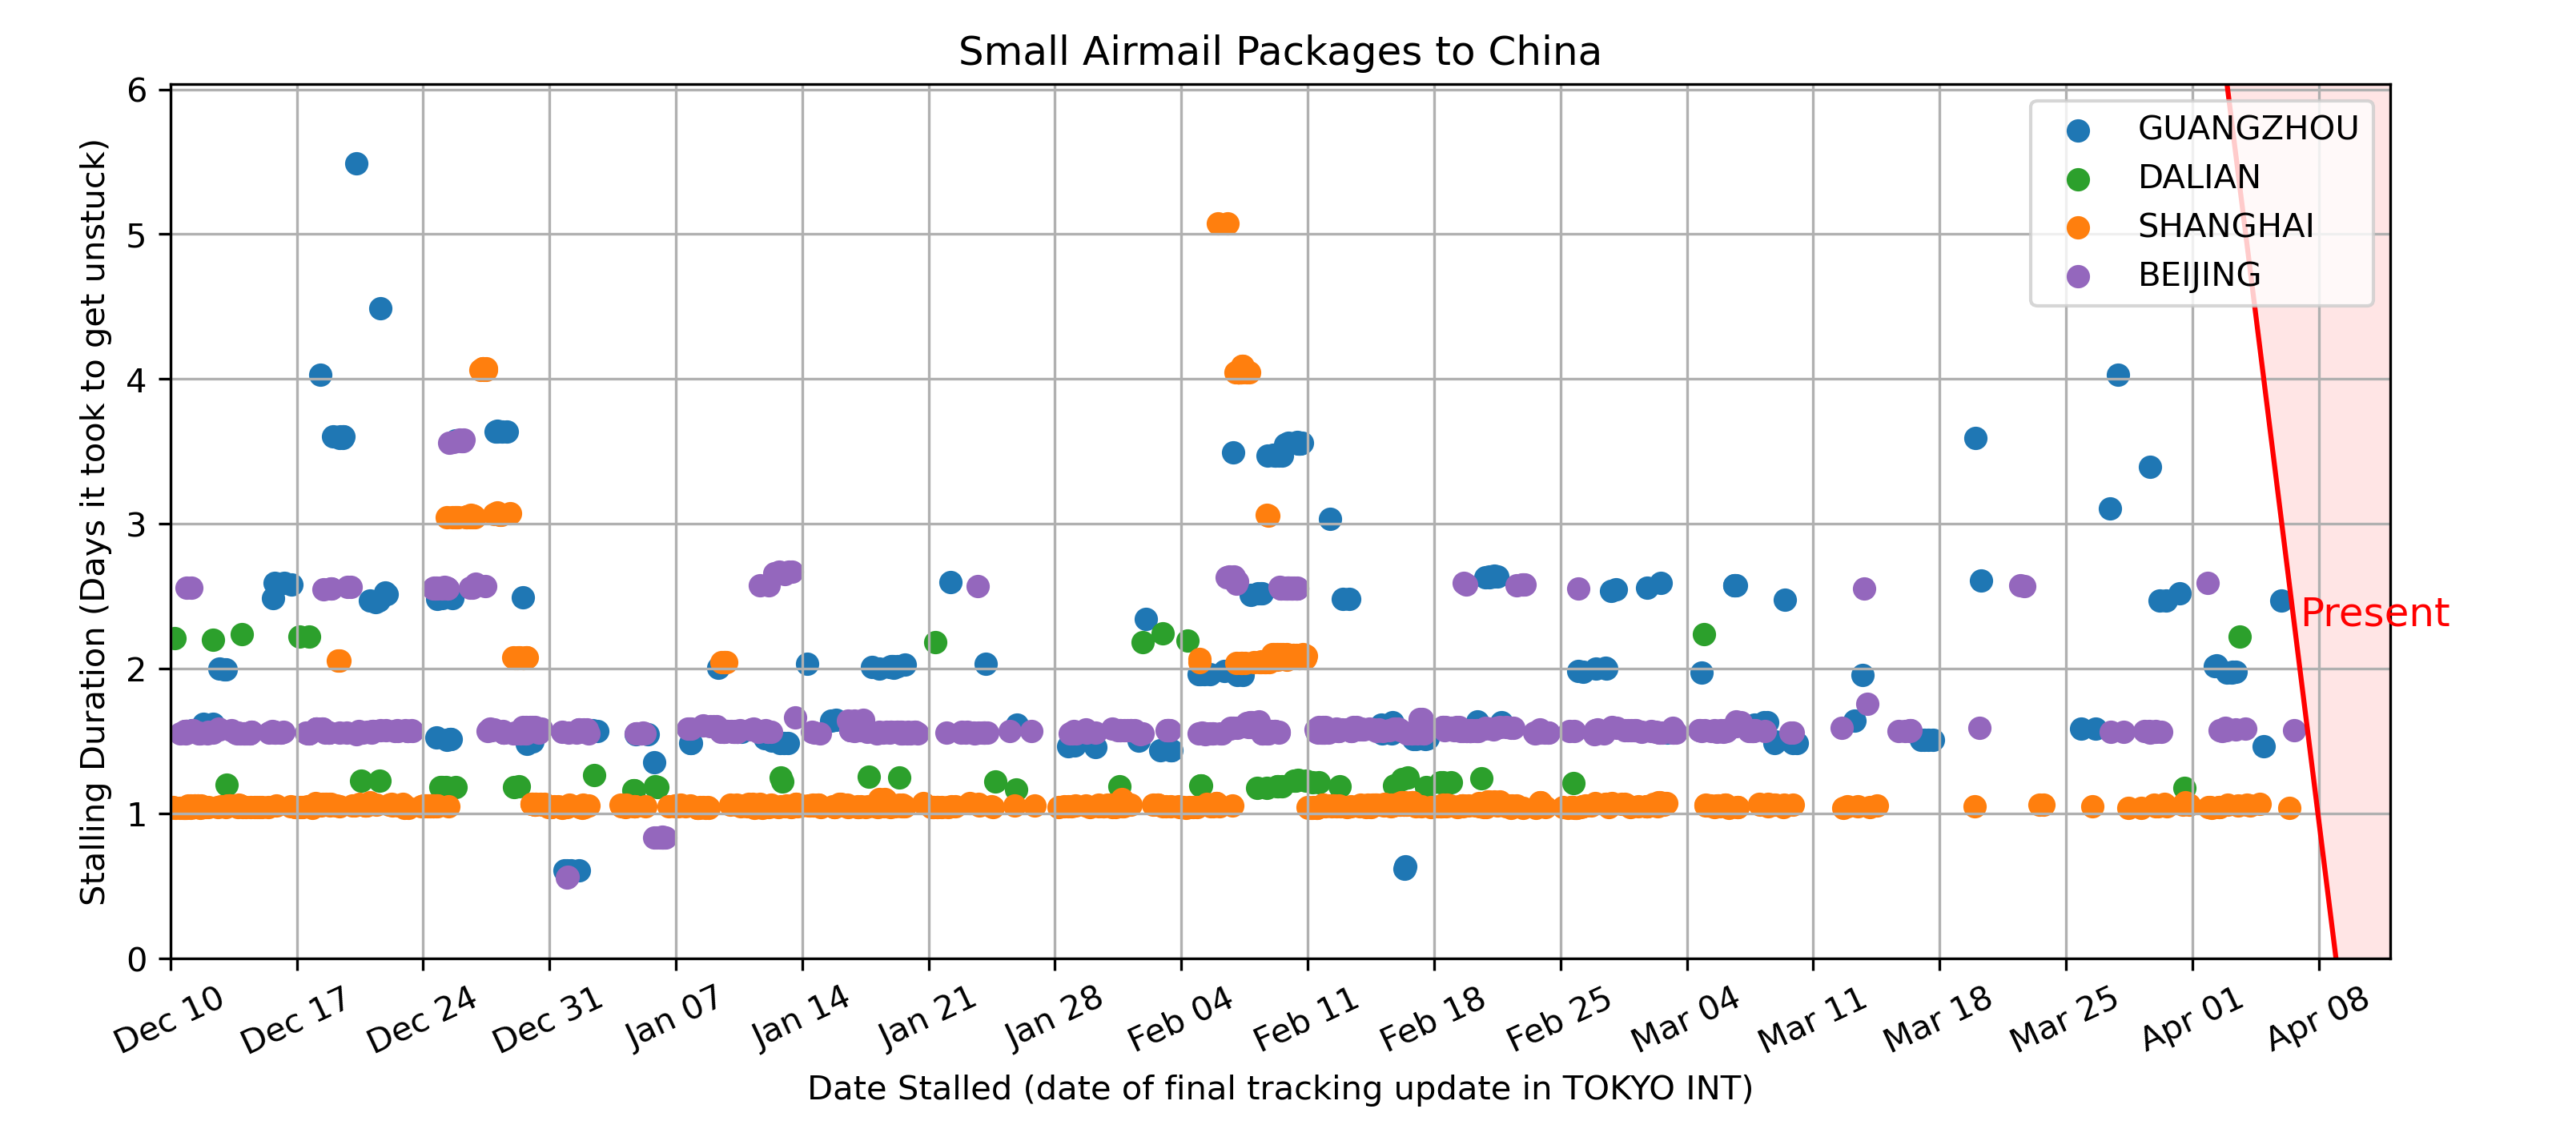 Small Airmail Packages to China
Stalling Duration (Days it took to get unstuck)
6
5
4
3
2
1
0
GUANGZHOU
DALIAN
SHANGHAI
BEIJING
Present
Dec 10
Dec 17
Dec 24
Dec 31
Jan 07
Jan 14
Jan 21
Jan 28
Feb 04
Feb 11
Feb 18
Feb 25
Mar 04
Mar 11
Mar 18
Mar 25
Apr 01
Apr 08
Date Stalled (date of final tracking update in TOKYO INT)